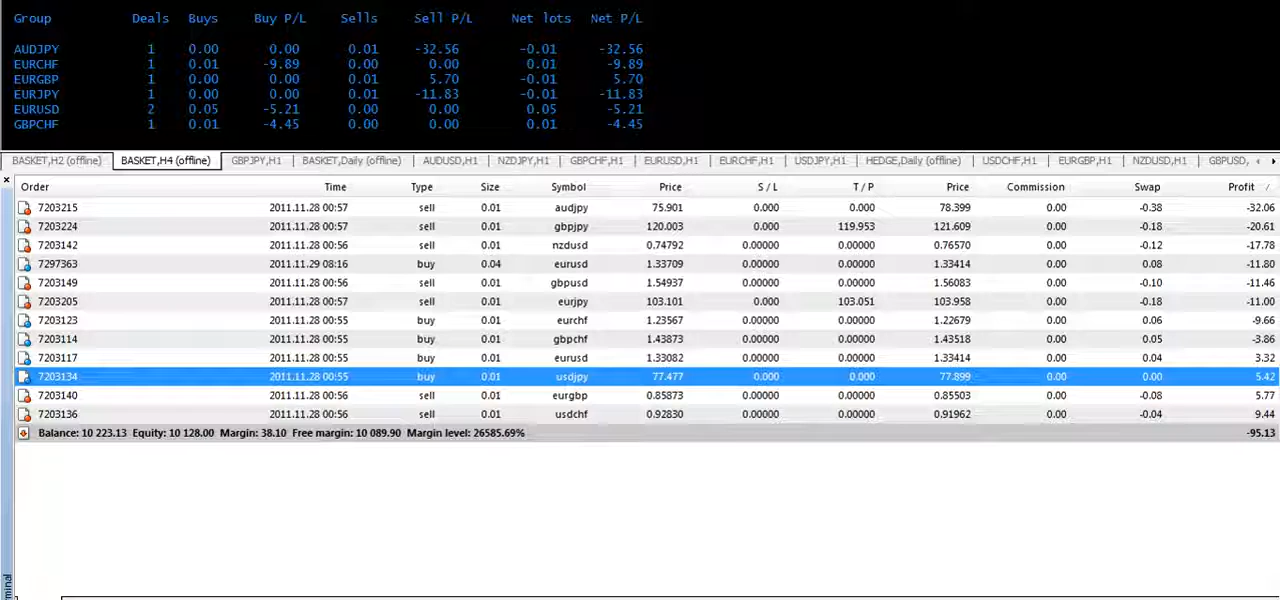 Group Deals Buys Buy P/L Sells Sell P/L Net lots Net P/L
AUDJPY 1 0.00 0.00 0.01 -32.56 -0.01 -32.56
EURCHF 1 0.01 -9.89 0.00 0.00 0.01 -9.89
EURGBP 1 0.00 0.00 0.01 5.70 -0.01 5.70
EURJPY 1 0.00 0.00 0.01 -11.83 -0.01 -11.83
EURUSD 2 0.05 -5.21 0.00 0.00 0.05 -5.21
GBPCHF 1 0.01 -4.45 0.00 0.00 0.01 -4.45
BASKET,H2 (offline) BASKET,H4 (offline) GBPJPY,H1 BASKET,Daily (offline) AUDUSD,H1 NZDJPY,H1 GBPCHF,H1 EURUSD,H1 EURCHF,H1 USDJPY,H1 HEDGE,Daily (offline) USDCHF,H1 EURGBP,H1 NZDUSD,H1 GBPUSD,
Order Time Type Size Symbol Price S / L T / P Price Commission Swap Profit /
7203215 2011.11.28 00:57 sell 0.01 audjpy 75.901 0.000 0.000 78.399 0.00 -0.38 -32.06
7203224 2011.11.28 00:57 sell 0.01 gbpjpy 120.003 0.000 119.953 121.609 0.00 -0.18 -20.61
7203142 2011.11.28 00:56 sell 0.01 nzdusd 0.74792 0.00000 0.00000 0.76570 0.00 -0.12 -17.78
7297363 2011.11.29 08:16 buy 0.04 eurusd 1.33709 0.00000 0.00000 1.33414 0.00 0.08 -11.80
7203149 2011.11.28 00:56 sell 0.01 gbpusd 1.54937 0.00000 0.00000 1.56083 0.00 -0.10 -11.46
7203205 2011.11.28 00:57 sell 0.01 eurjpy 103.101 0.000 103.051 103.958 0.00 -0.18 -11.00
7203123 2011.11.28 00:55 buy 0.01 eurchf 1.23567 0.00000 0.00000 1.22679 0.00 0.06 -9.66
7203114 2011.11.28 00:55 buy 0.01 gbpchf 1.43873 0.00000 0.00000 1.43518 0.00 0.05 -3.86
7203117 2011.11.28 00:55 buy 0.01 eurusd 1.33082 0.00000 0.00000 1.33414 0.00 0.04 3.32
7203134 2011.11.28 00:55 buy 0.01 usdjpy 77.477 0.000 0.000 77.899 0.00 0.00 5.42
7203140 2011.11.28 00:56 sell 0.01 eurgbp 0.85873 0.00000 0.00000 0.85503 0.00 -0.08 5.77
7203136 2011.11.28 00:56 sell 0.01 usdchf 0.92830 0.00000 0.00000 0.91962 0.00 -0.04 9.44
Balance: 10 223.13 Equity: 10 128.00 Margin: 38.10 Free margin: 10 089.90 Margin level: 26585.69% -95.13
minal